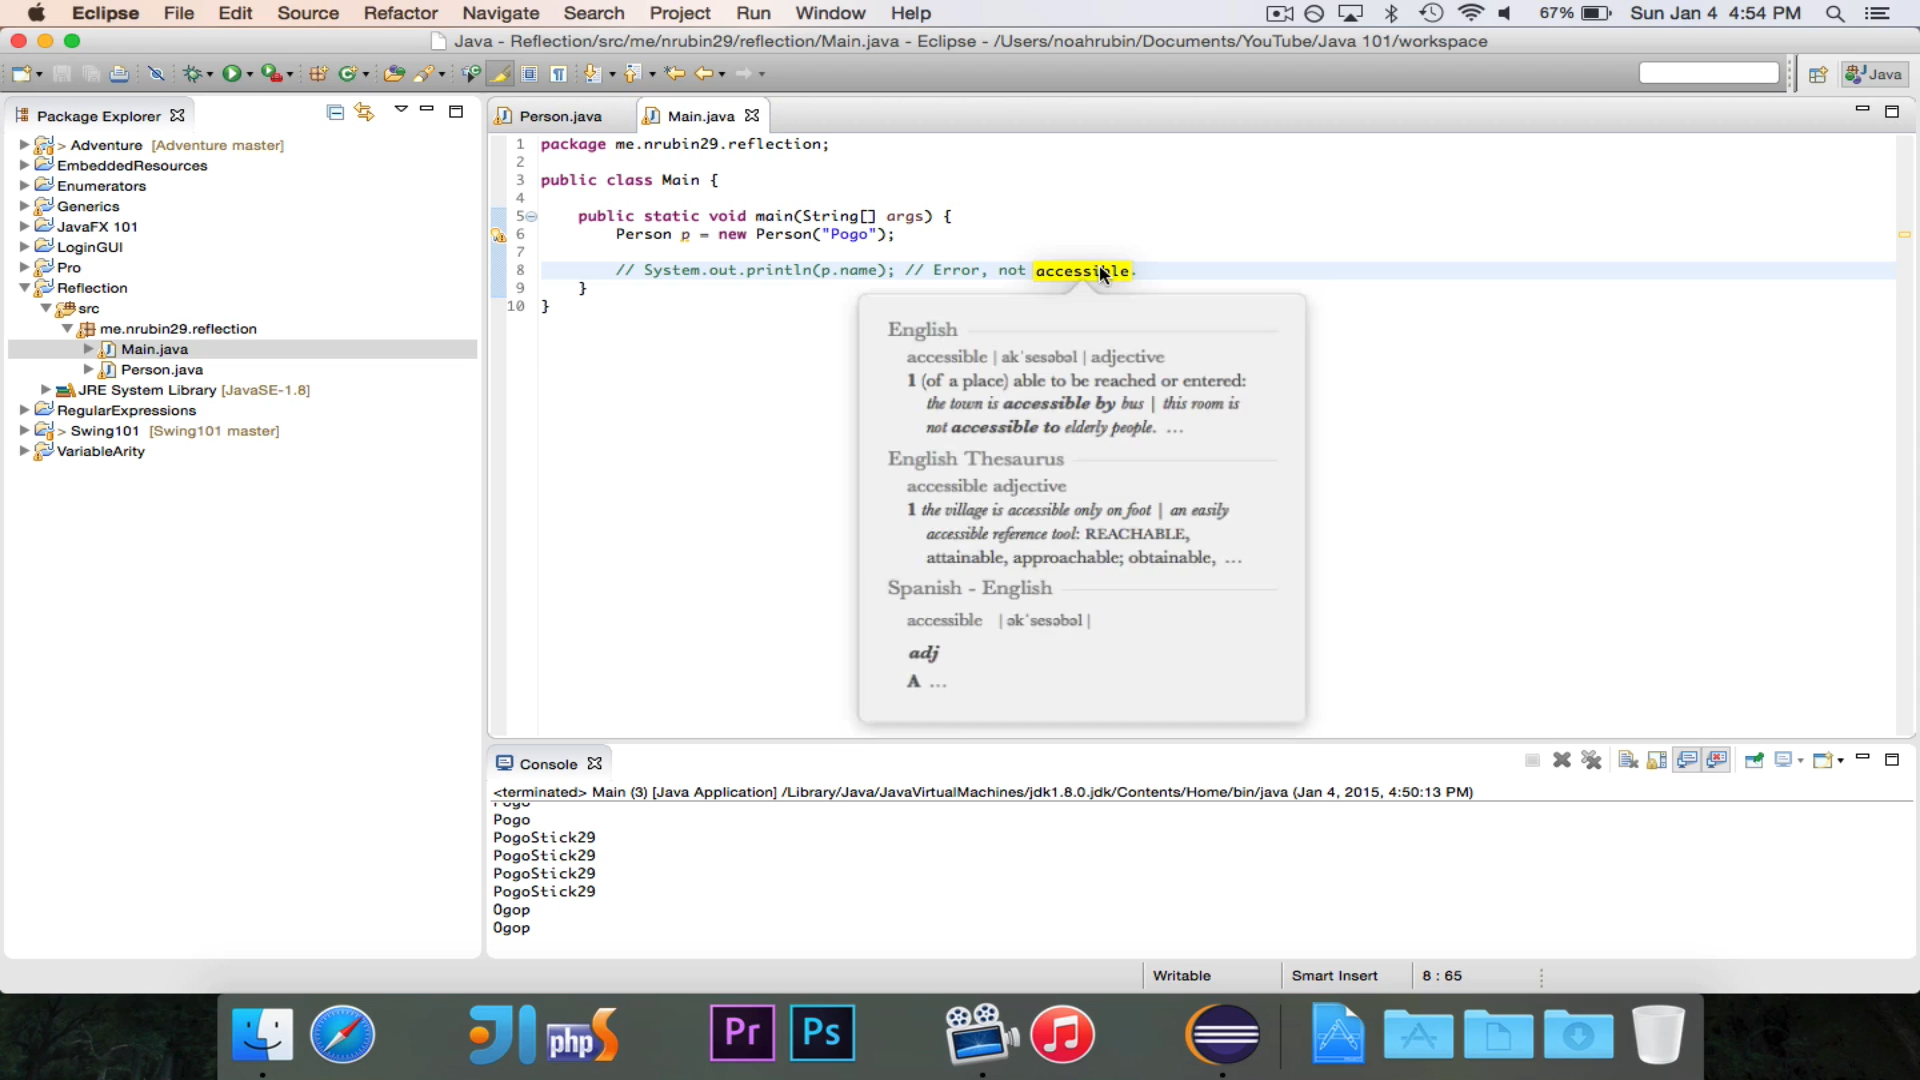 Eclipse File Edit Source Refactor Navigate Search Project Run Window Help 67% Sun Jan 4 4:54 PM
Java - Reflection/src/me/nrubin29/reflection/Main.java - Eclipse - /Users/noahrubin/Documents/YouTube/Java 101/workspace
Java
Package Explorer
> Adventure [Adventure master]
EmbeddedResources
Enumerators
Generics
JavaFX 101
LoginGUI
Pro
Reflection
src
me.nrubin29.reflection
Main.java
Person.java
JRE System Library [JavaSE-1.8]
RegularExpressions
> Swing101 [Swing101 master]
VariableArity
Person.java Main.java
1 package me.nrubin29.reflection;
2
3 public class Main {
4
5 public static void main(String[] args) {
6 Person p = new Person("Pogo");
7
8 // System.out.println(p.name); // Error, not accessible.
9 }
10 }
English
accessible | akˈsesəbəl | adjective
1 (of a place) able to be reached or entered:
the town is accessible by bus | this room is
not accessible to elderly people. ...
English Thesaurus
accessible adjective
1 the village is accessible only on foot | an easily
accessible reference tool: REACHABLE,
attainable, approachable; obtainable, ...
Spanish - English
accessible |əkˈsesəbəl|
adj
A ...
Console
<terminated> Main (3) [Java Application] /Library/Java/JavaVirtualMachines/jdk1.8.0.jdk/Contents/Home/bin/java (Jan 4, 2015, 4:50:13 PM)
Pogo
Pogo
PogoStick29
PogoStick29
PogoStick29
PogoStick29
Ogop
Ogop
Writable Smart Insert 8 : 65
JI php Pr Ps